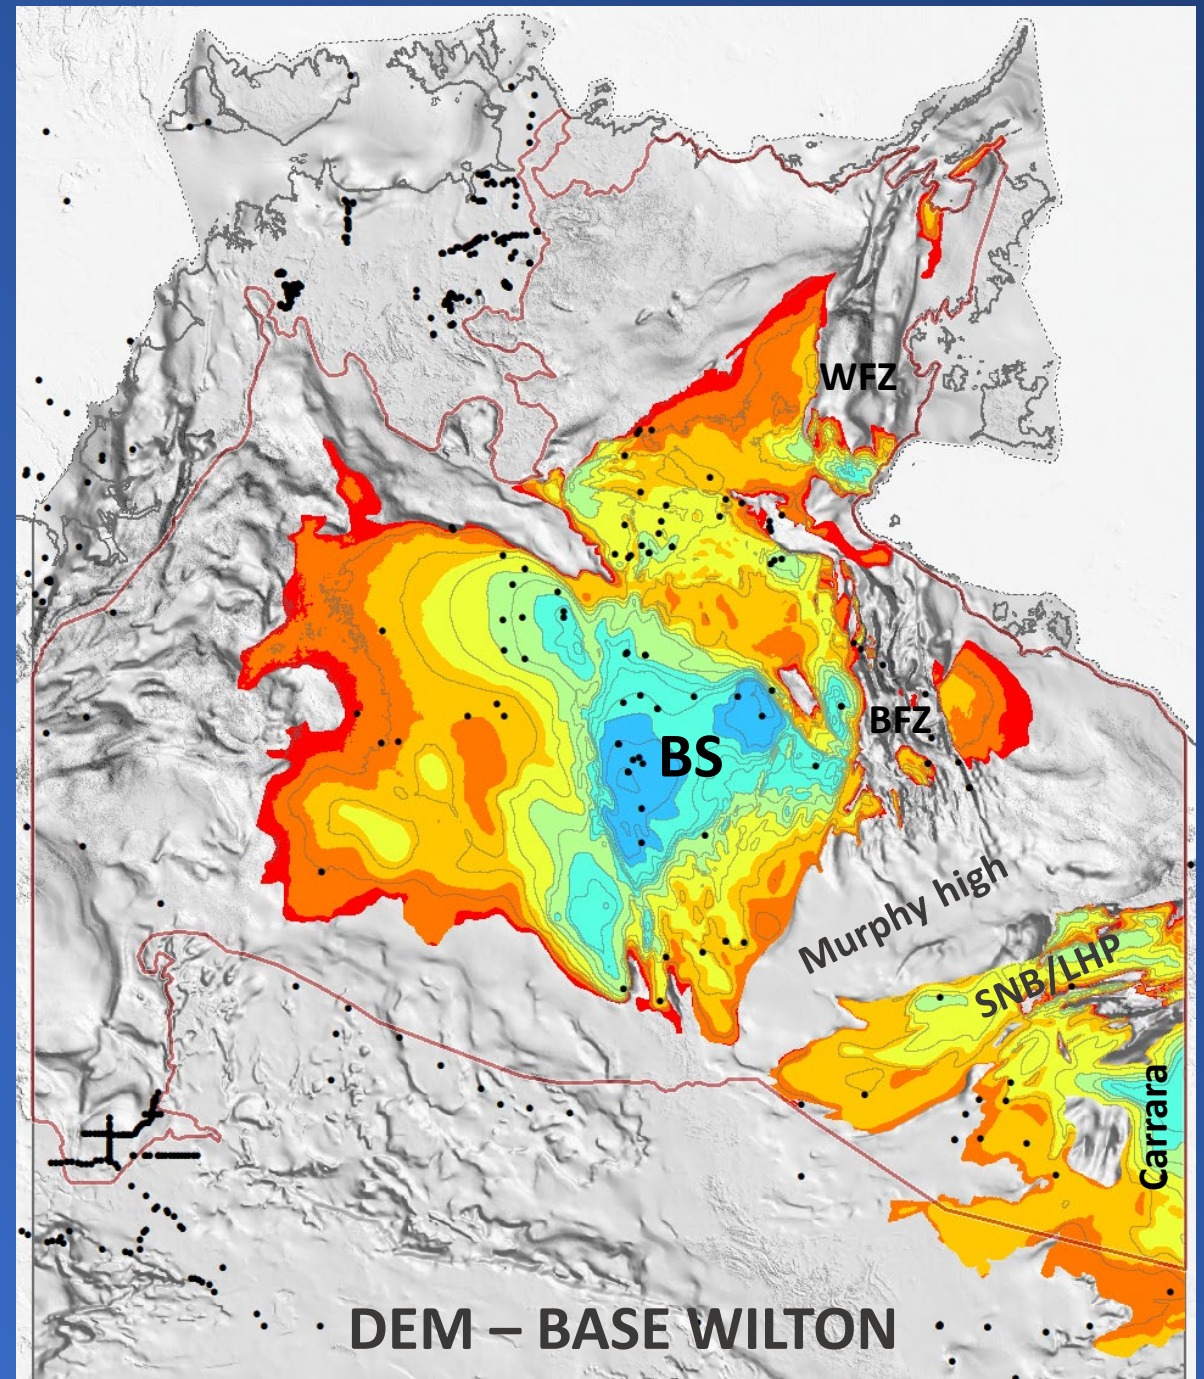 WFZ
BFZ
BS
Murphy high
SNB/LHP
Carrara
DEM – BASE WILTON